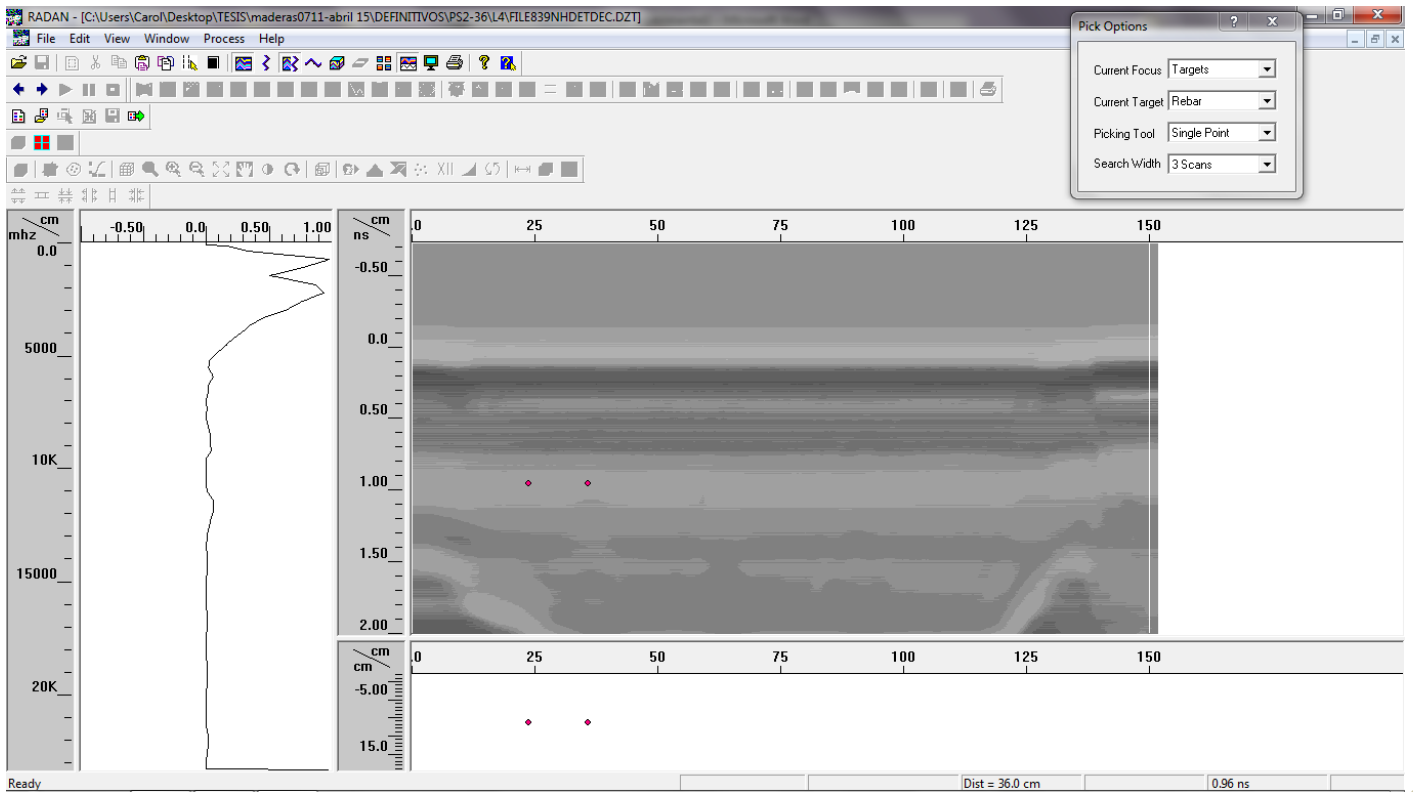 RADAN - [C:\Users\Carol\Desktop\TESIS\maderas0711-abril 15\DEFINITIVOS\PS2-36\L4\FILE839NHDETDEC.DZT]
File Edit View Window Process Help
Pick Options
Current Focus Targets
Current Target Rebar
Picking Tool Single Point
Search Width 3 Scans
XII
cm
mhz
-0.50 0.0 0.50 1.00
0.0
5000
10K
15000
20K
cm
ns
.0 25 50 75 100 125 150
-0.50
0.0
0.50
1.00
1.50
2.00
cm
cm
.0 25 50 75 100 125 150
-5.00
15.0
Ready
Dist = 36.0 cm
0.96 ns